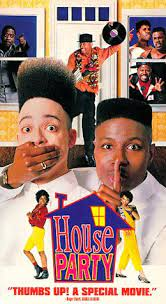 House
PARTY
"THUMBS UP! A SPECIAL MOVIE."